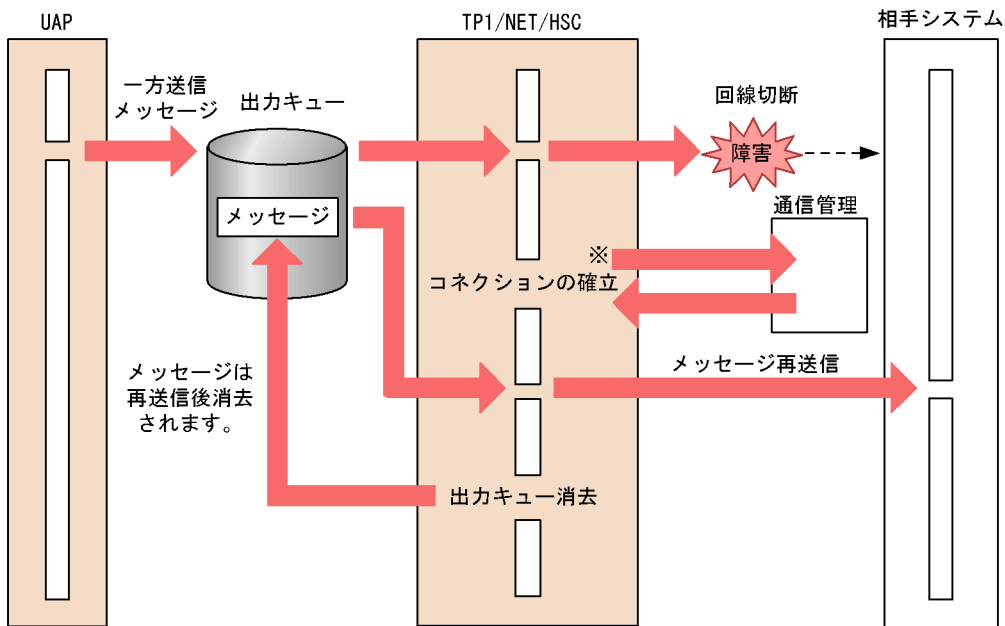 UAP
TP1/NET/HSC
相手システム
一方送信
メッセージ
出力キュー
回線切断
障害
メッセージ
通信管理
※
コネクションの確立
メッセージは
再送信後消去
されます。
メッセージ再送信
出力キュー消去